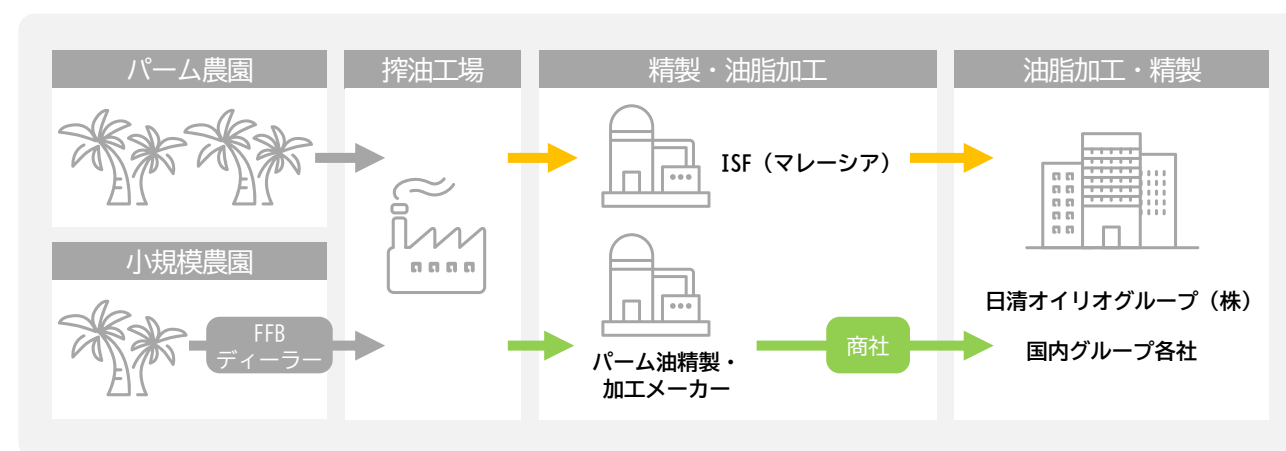 パーム農園
搾油工場
精製・油脂加工
油脂加工・精製
ISF（マレーシア）
小規模農園
FFB
ディーラー
パーム油精製・
加工メーカー
商社
日清オイリオグループ（株）
国内グループ各社